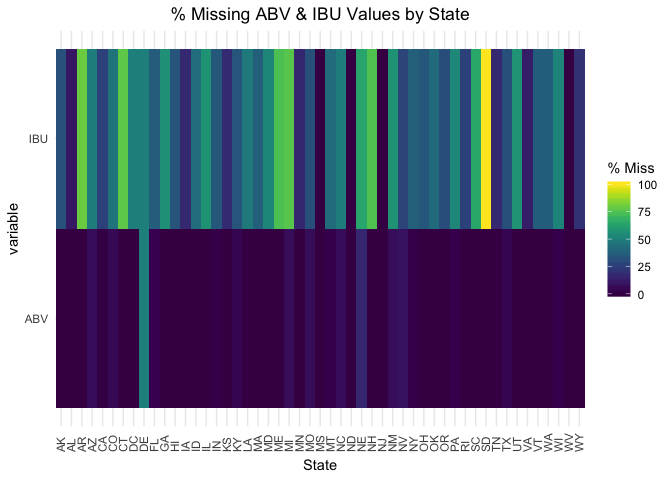 % Missing ABV & IBU Values by State
variable
IBU
ABV
% Miss
100
75
50
25
0
AK AL AR AZ CA CO CT DC DE FL GA HI IA ID IL IN KS KY LA MA MD ME MI MN MO MS MT NC ND NE NH NJ NM NV NY OH OK OR PA RI SC SD TN TX UT VA VT WA WI WV WY
State